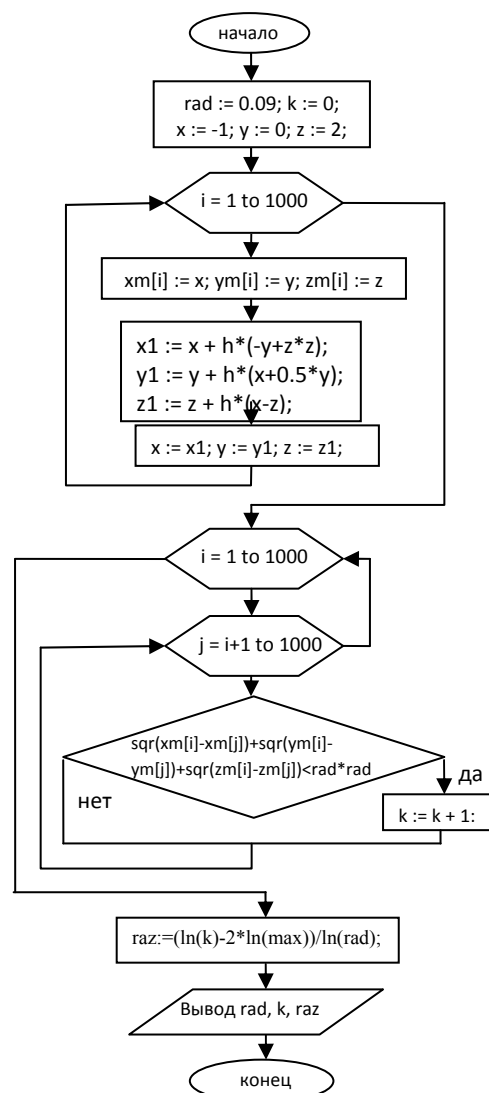 начало
rad := 0.09; k := 0;
x := -1; y := 0; z := 2;
i = 1 to 1000
xm[i] := x; ym[i] := y; zm[i] := z
x1 := x + h*(-y+z*z);
y1 := y + h*(x+0.5*y);
z1 := z + h*(x-z);
x := x1; y := y1; z := z1;
i = 1 to 1000
j = i+1 to 1000
sqr(xm[i]-xm[j])+sqr(ym[i]-
ym[j])+sqr(zm[i]-zm[j])<rad*rad
нет
да
k := k + 1:
raz:=(ln(k)-2*ln(max))/ln(rad);
Вывод rad, k, raz
конец